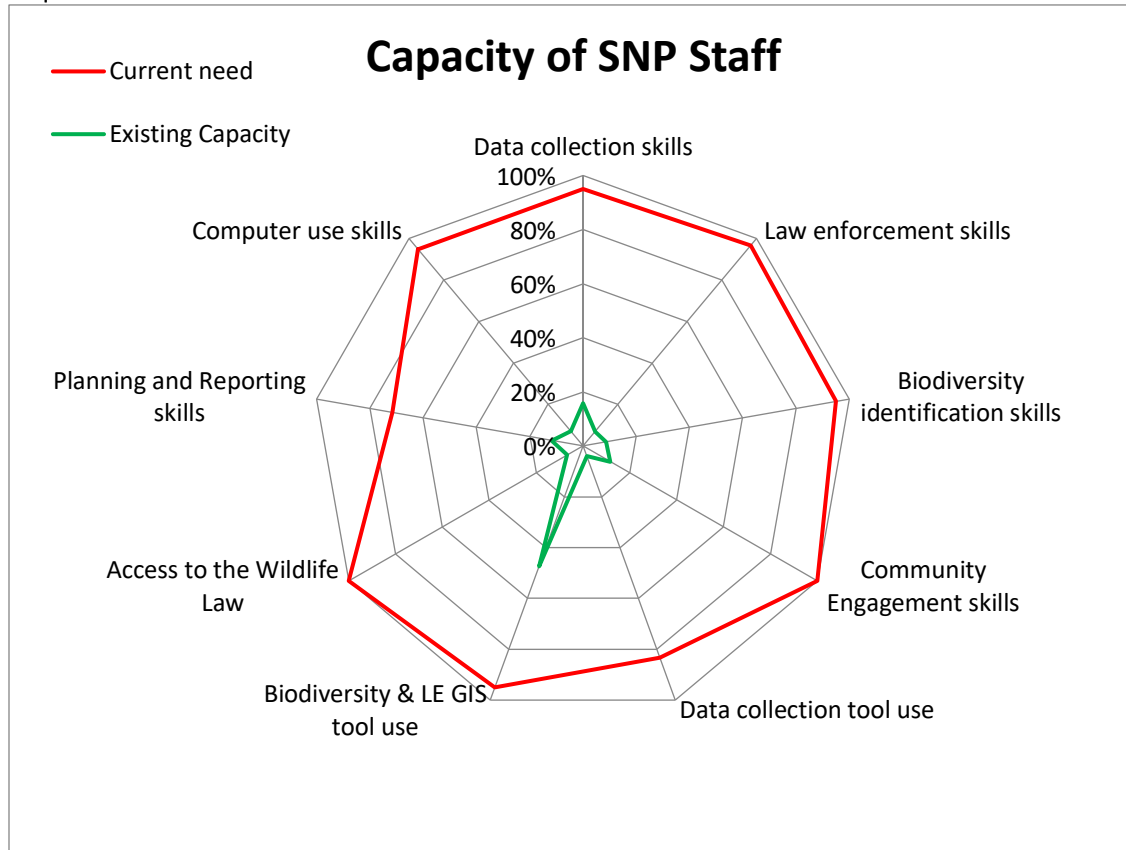 Capacity of SNP Staff
Current need
Existing Capacity
Data collection skills
Law enforcement skills
Biodiversity
identification skills
Community
Engagement skills
Data collection tool use
Biodiversity & LE GIS
tool use
Access to the Wildlife
Law
Planning and Reporting
skills
Computer use skills
100%
80%
60%
40%
20%
0%